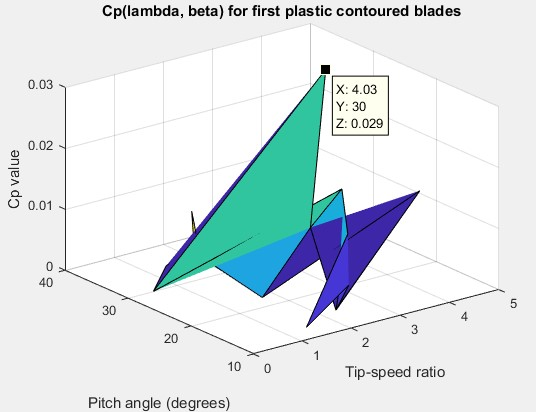 Cp(lambda, beta) for first plastic contoured blades
X: 4.03
Y: 30
Z: 0.029
0.03
0.02
0.01
0
Cp value
40
30
20
10
0
1
2
3
4
5
Tip-speed ratio
Pitch angle (degrees)